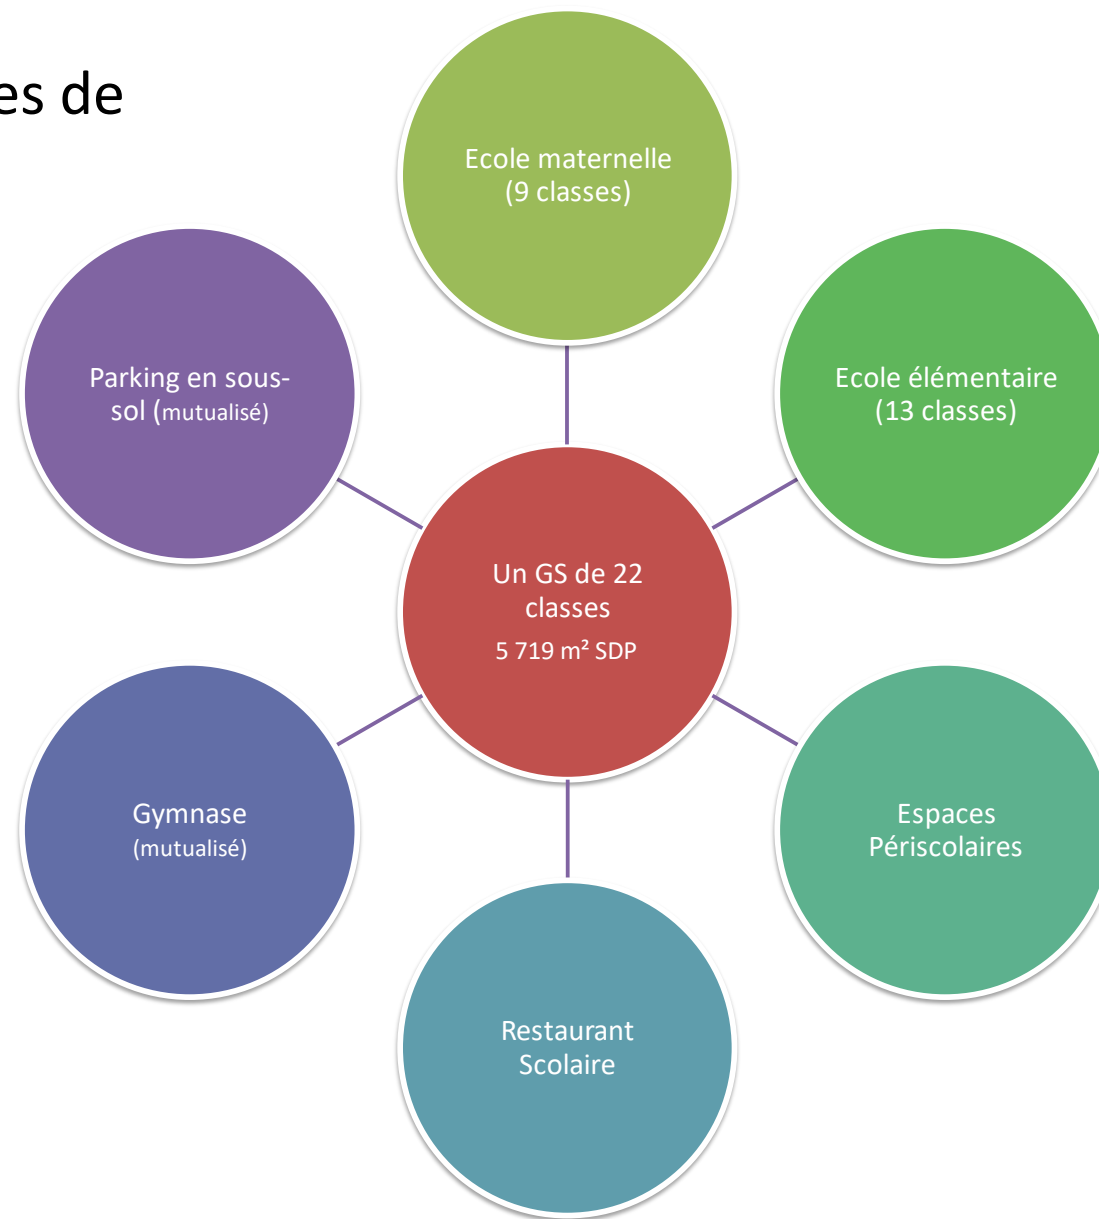 es de
Ecole maternelle
(9 classes)
Parking en sous-
sol (mutualisé)
Ecole élémentaire
(13 classes)
Un GS de 22
classes
5 719 m² SDP
Gymnase
(mutualisé)
Espaces
Périscolaires
Restaurant
Scolaire